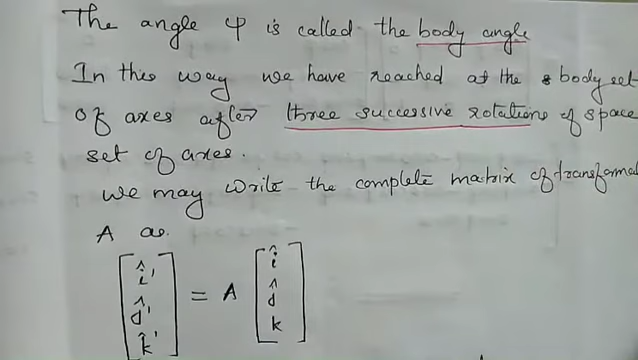 The angle ψ is called the body angle
In this way we have reached at the body set
of axes after three successive rotations of space
set of axes.
we may write the complete matrix of transforma
A as.
[î' ĵ' k̂'] = A [î ĵ k]